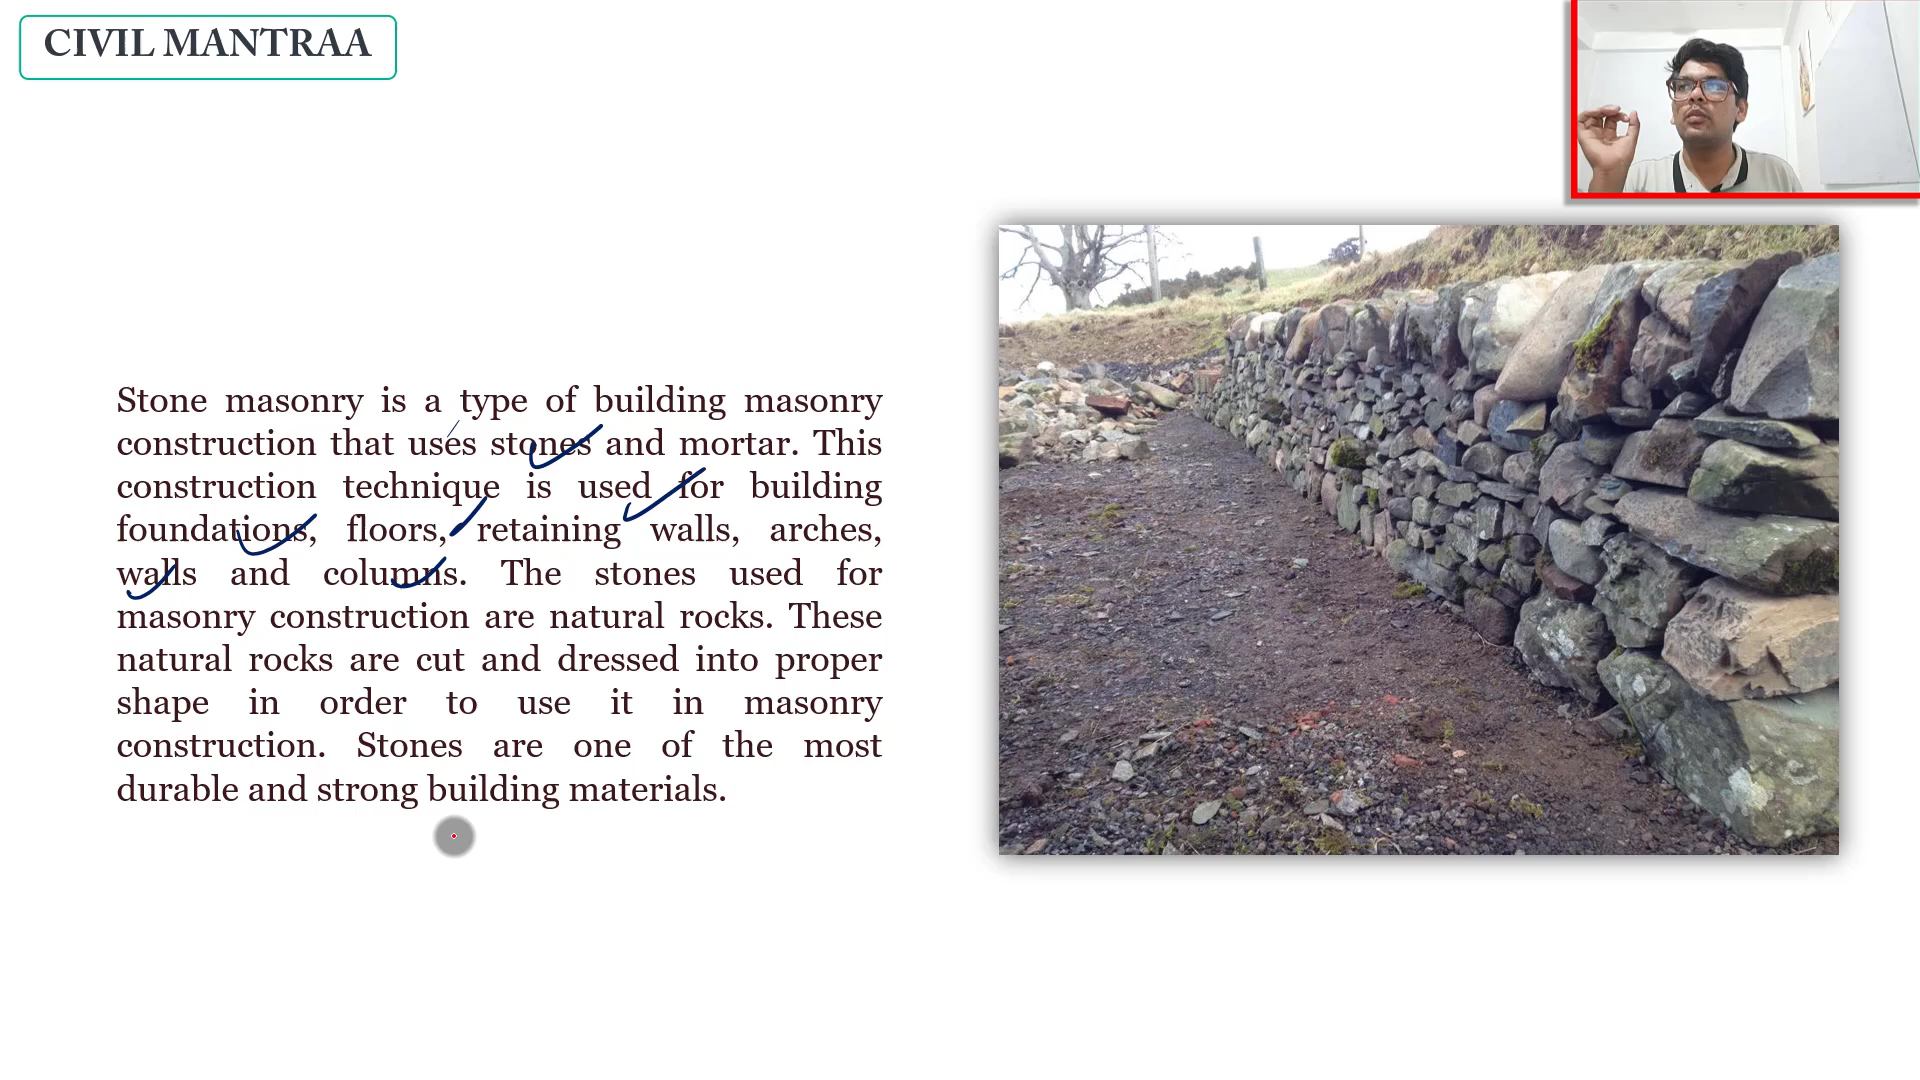 CIVIL MANTRAA
Stone masonry is a type of building masonry
construction that uses stones and mortar. This
construction technique is used for building
foundations, floors, retaining walls, arches,
walls and columns. The stones used for
masonry construction are natural rocks. These
natural rocks are cut and dressed into proper
shape in order to use it in masonry
construction. Stones are one of the most
durable and strong building materials.